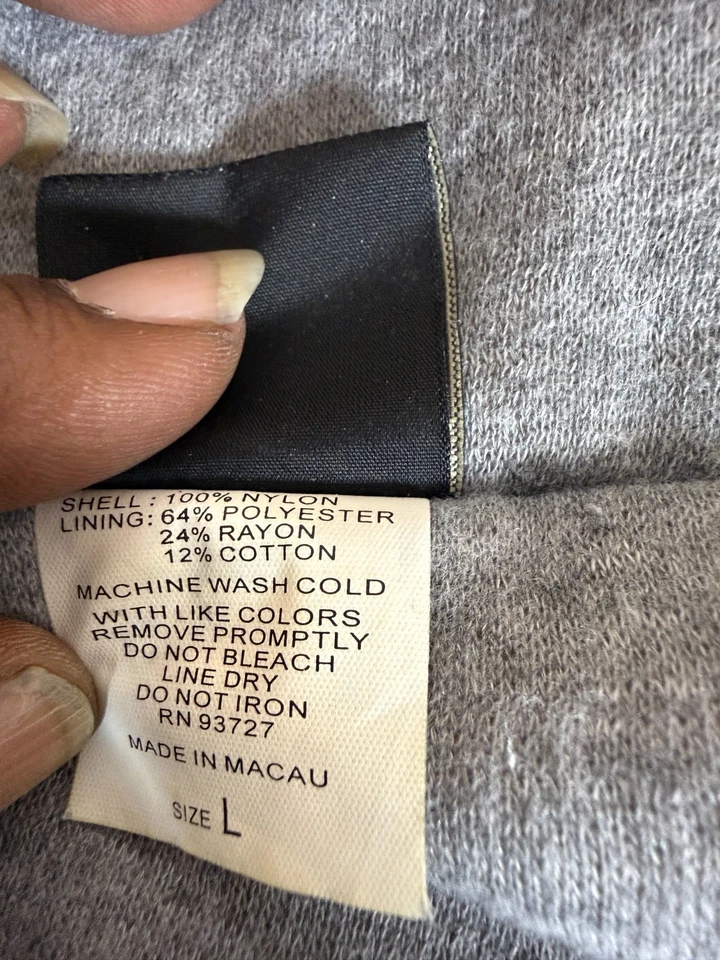 SHELL : 100% NYLON
LINING: 64% POLYESTER
24% RAYON
12% COTTON
MACHINE WASH COLD
WITH LIKE COLORS
REMOVE PROMPTLY
DO NOT BLEACH
LINE DRY
DO NOT IRON
RN 93727
MADE IN MACAU
SIZE L